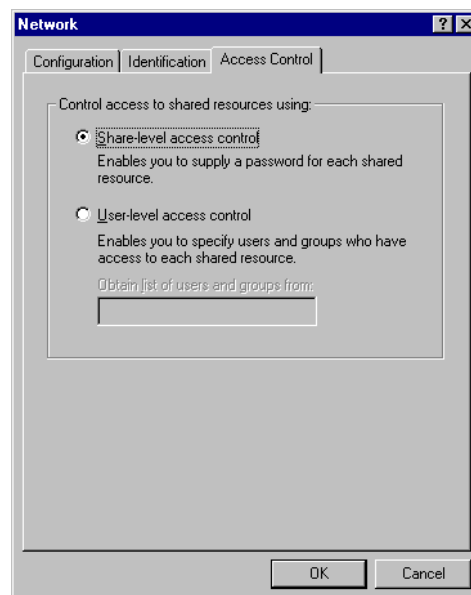 Network
Configuration Identification Access Control
Control access to shared resources using:
Share-level access control
Enables you to supply a password for each shared
resource.
User-level access control
Enables you to specify users and groups who have
access to each shared resource.
Obtain list of users and groups from:
OK Cancel